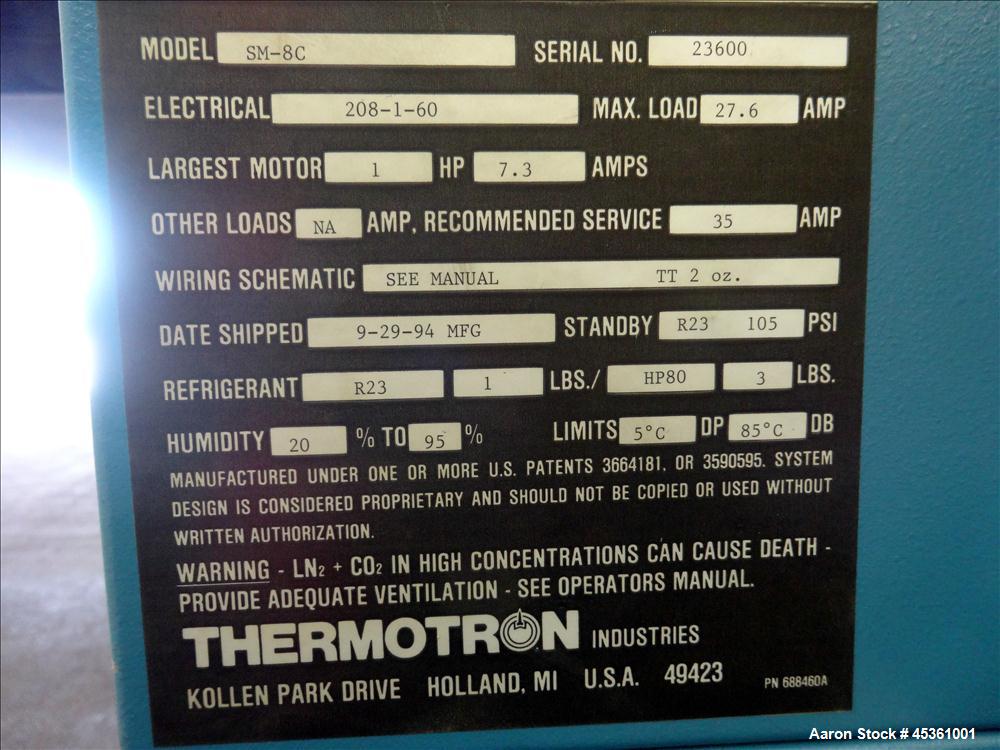 MODEL SM-8C SERIAL NO. 23600
ELECTRICAL 208-1-60 MAX. LOAD 27.6 AMP
LARGEST MOTOR 1 HP 7.3 AMPS
OTHER LOADS NA AMP, RECOMMENDED SERVICE 35 AMP
WIRING SCHEMATIC SEE MANUAL TT 2 oz.
DATE SHIPPED 9-29-94 MFG STANDBY R23 105 PSI
REFRIGERANT R23 1 LBS./ HP80 3 LBS.
HUMIDITY 20 % TO 95 % LIMITS 5°C DP 85°C DB
MANUFACTURED UNDER ONE OR MORE U.S. PATENTS 3664181, OR 3590595. SYSTEM
DESIGN IS CONSIDERED PROPRIETARY AND SHOULD NOT BE COPIED OR USED WITHOUT
WRITTEN AUTHORIZATION.
WARNING - LN₂ + CO₂ IN HIGH CONCENTRATIONS CAN CAUSE DEATH -
PROVIDE ADEQUATE VENTILATION - SEE OPERATORS MANUAL.
THERMOTRON INDUSTRIES
KOLLEN PARK DRIVE HOLLAND, MI U.S.A. 49423 PN 688460A
Aaron Stock # 45361001